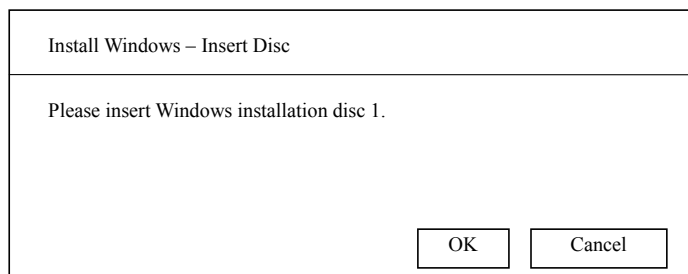 Install Windows – Insert Disc
Please insert Windows installation disc 1.
OK Cancel